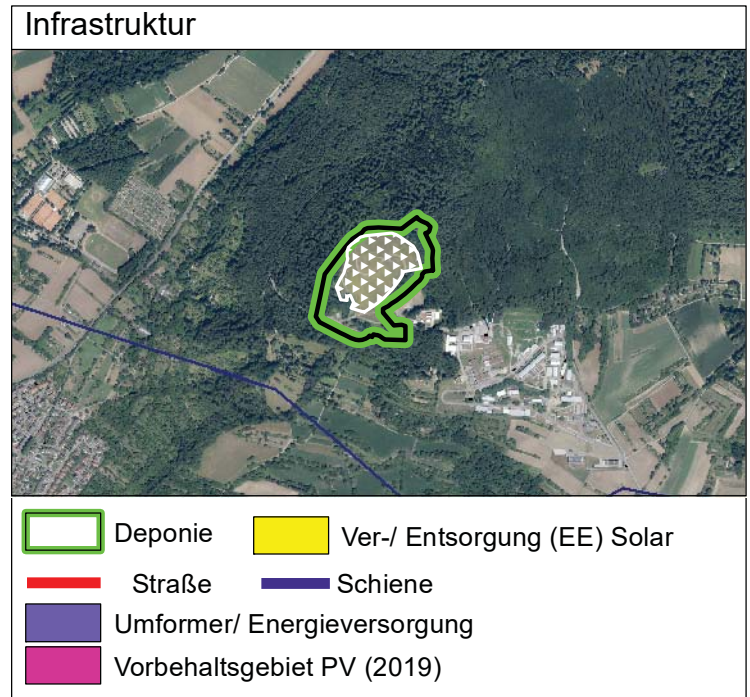 Infrastruktur
Deponie Ver-/ Entsorgung (EE) Solar
Straße Schiene
Umformer/ Energieversorgung
Vorbehaltsgebiet PV (2019)